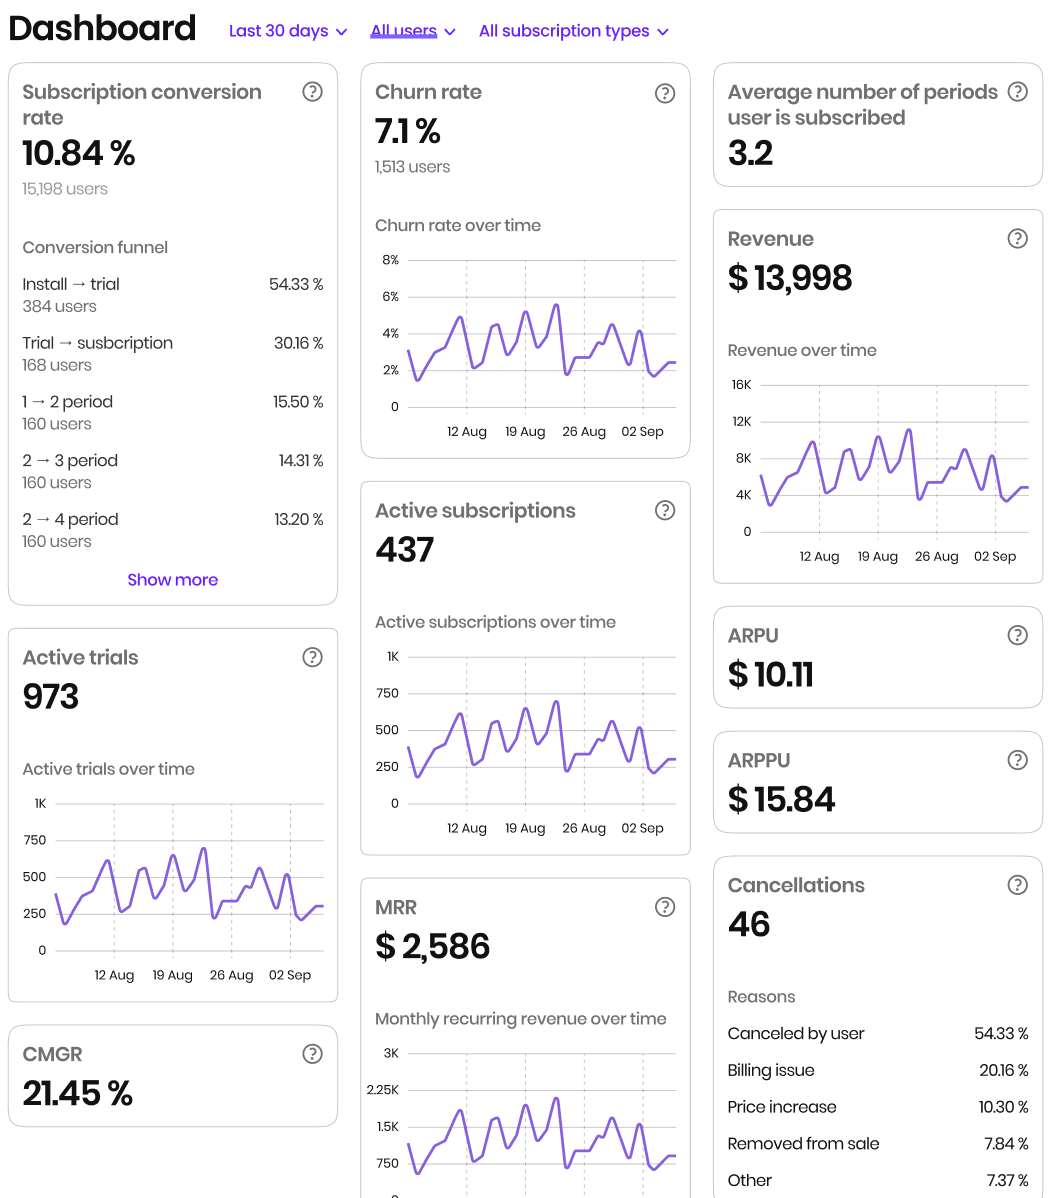 Dashboard
Last 30 days
All users
All subscription types
Subscription conversion
rate
10.84 %
15,198 users
Conversion funnel
Install → trial 54.33 %
384 users
Trial → susbcription 30.16 %
168 users
1 → 2 period 15.50 %
160 users
2 → 3 period 14.31 %
160 users
2 → 4 period 13.20 %
160 users
Show more
Active trials
973
Active trials over time
1K
750
500
250
0
12 Aug 19 Aug 26 Aug 02 Sep
CMGR
21.45 %
Churn rate
7.1 %
1,513 users
Churn rate over time
8%
6%
4%
2%
0
12 Aug 19 Aug 26 Aug 02 Sep
Active subscriptions
437
Active subscriptions over time
1K
750
500
250
0
12 Aug 19 Aug 26 Aug 02 Sep
MRR
$ 2,586
Monthly recurring revenue over time
3K
2.25K
1.5K
750
Average number of periods
user is subscribed
3.2
Revenue
$ 13,998
Revenue over time
16K
12K
8K
4K
0
12 Aug 19 Aug 26 Aug 02 Sep
ARPU
$ 10.11
ARPPU
$ 15.84
Cancellations
46
Reasons
Canceled by user 54.33 %
Billing issue 20.16 %
Price increase 10.30 %
Removed from sale 7.84 %
Other 7.37 %